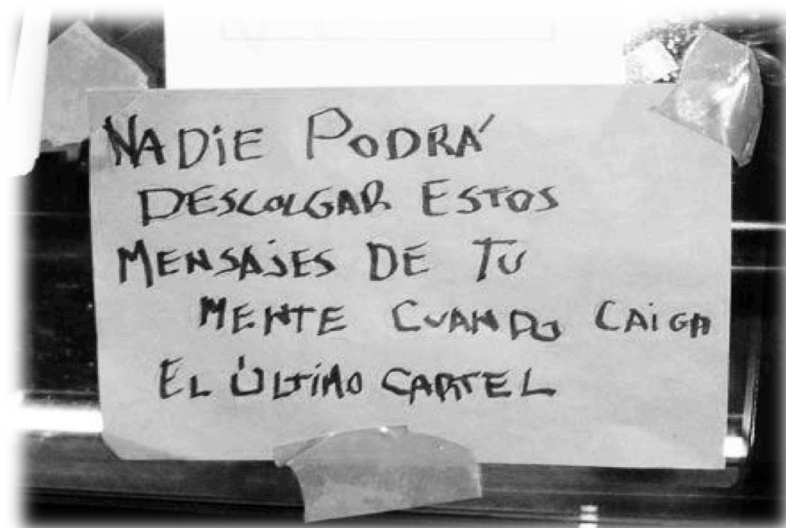 NADiE PODRÁ
DESCOLGAR ESTOS
MENSAJES DE TU
MENTE CUANDO CAIGA
EL ÚLTIMO CARTEL